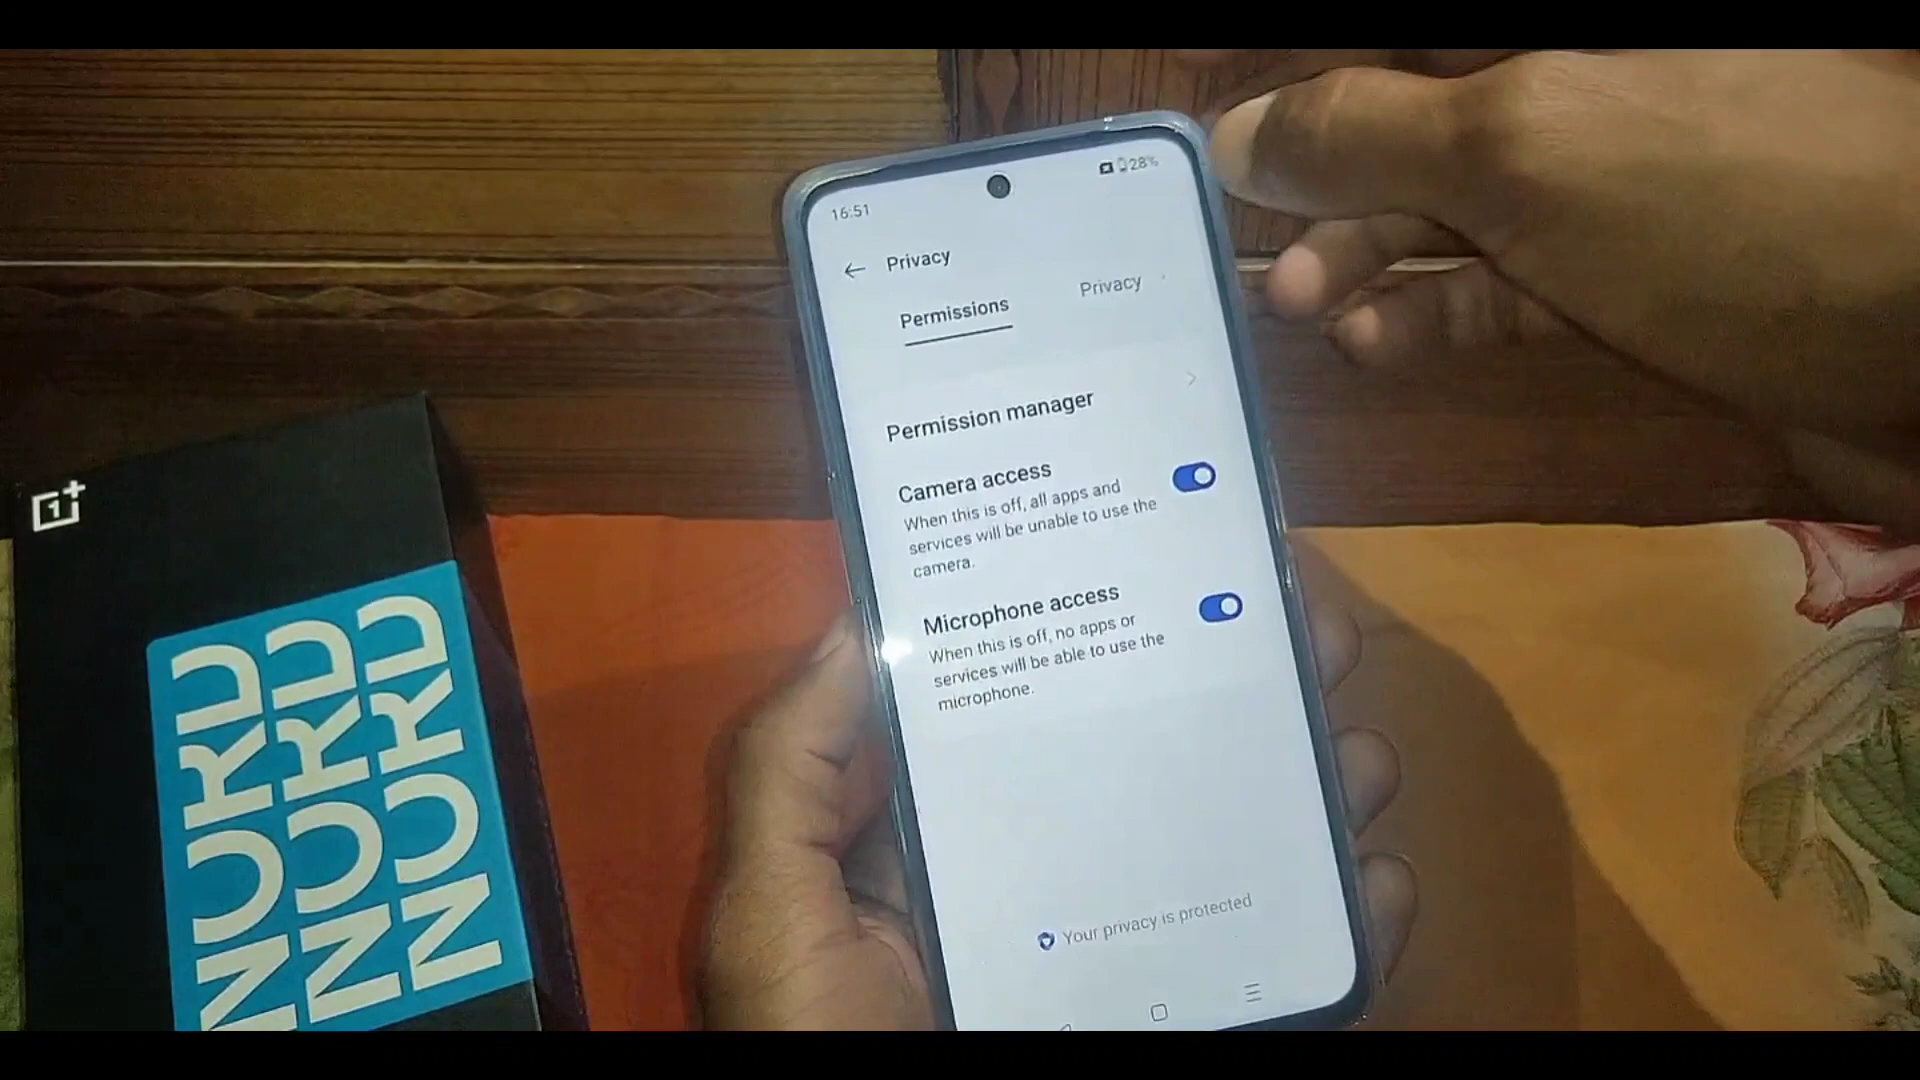 16:51
28%
Privacy
Permissions
Privacy
Permission manager
Camera access
When this is off, all apps and
services will be unable to use the
camera.
Microphone access
When this is off, no apps or
services will be able to use the
microphone.
Your privacy is protected
1+
NORD
NORD
NORD